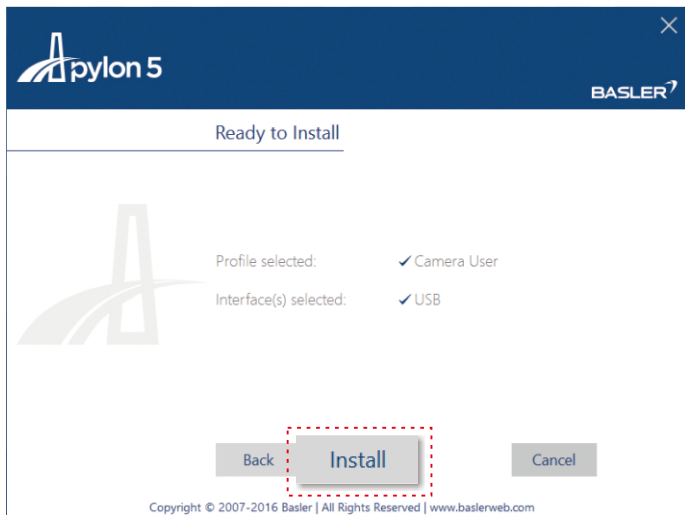 pylon 5
BASLER
Ready to Install
Profile selected: ✓ Camera User
Interface(s) selected: ✓ USB
Back Install Cancel
Copyright © 2007-2016 Basler | All Rights Reserved | www.baslerweb.com